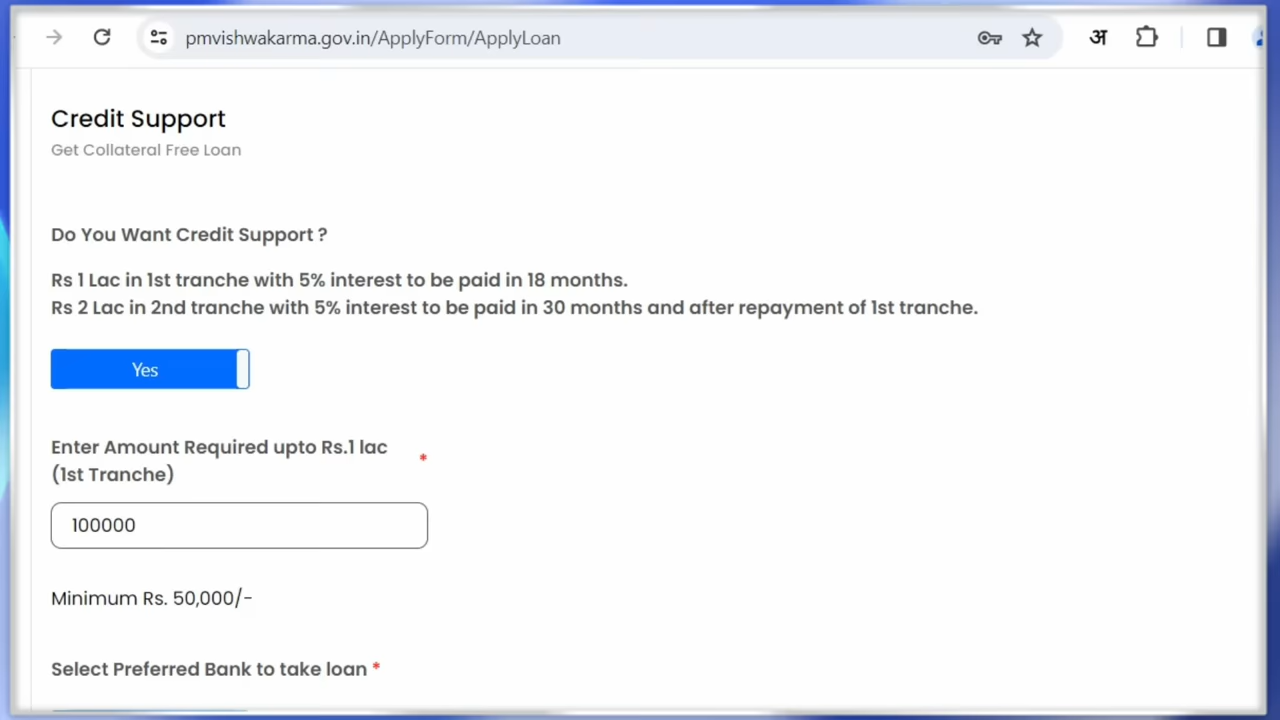 pmvishwakarma.gov.in/ApplyForm/ApplyLoan
अ
Credit Support
Get Collateral Free Loan
Do You Want Credit Support ?
Rs 1 Lac in 1st tranche with 5% interest to be paid in 18 months.
Rs 2 Lac in 2nd tranche with 5% interest to be paid in 30 months and after repayment of 1st tranche.
Yes
Enter Amount Required upto Rs.1 lac
(1st Tranche) *
100000
Minimum Rs. 50,000/-
Select Preferred Bank to take loan *